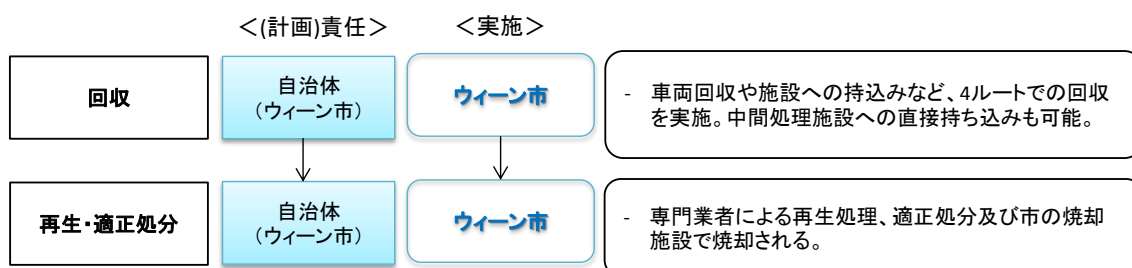 ＜(計画)責任＞
＜実施＞
回収
自治体
（ウィーン市）
ウィーン市
- 車両回収や施設への持込みなど、4ルートでの回収
を実施。中間処理施設への直接持ち込みも可能。
再生・適正処分
自治体
（ウィーン市）
ウィーン市
- 専門業者による再生処理、適正処分及び市の焼却
施設で焼却される。